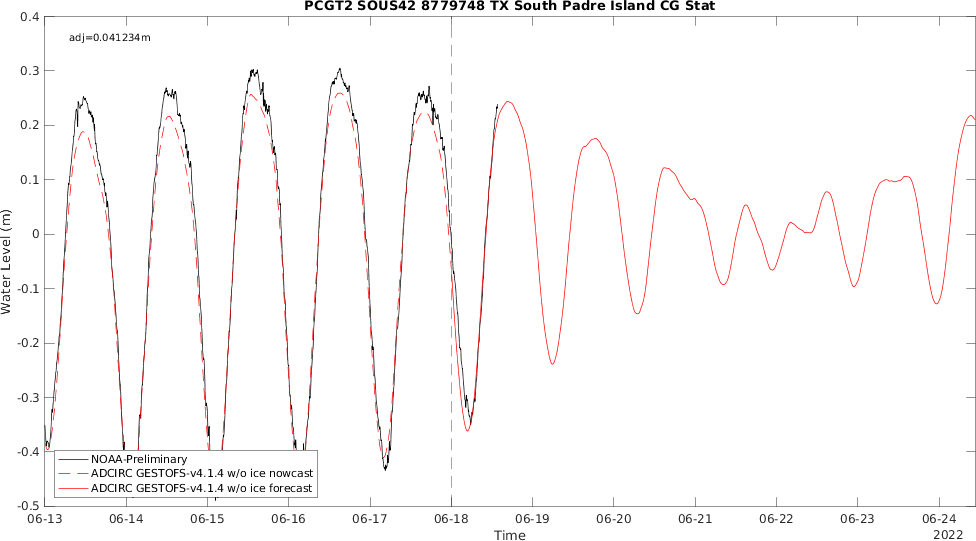 PCGT2 SOUS42 8779748 TX South Padre Island CG Stat
adj=0.041234m
0.4
0.3
0.2
0.1
0
-0.1
-0.2
-0.3
-0.4
-0.5
Water Level (m)
NOAA-Preliminary
ADCIRC GESTOFS-v4.1.4 w/o ice nowcast
ADCIRC GESTOFS-v4.1.4 w/o ice forecast
06-13 06-14 06-15 06-16 06-17 06-18 06-19 06-20 06-21 06-22 06-23 06-24
Time
2022